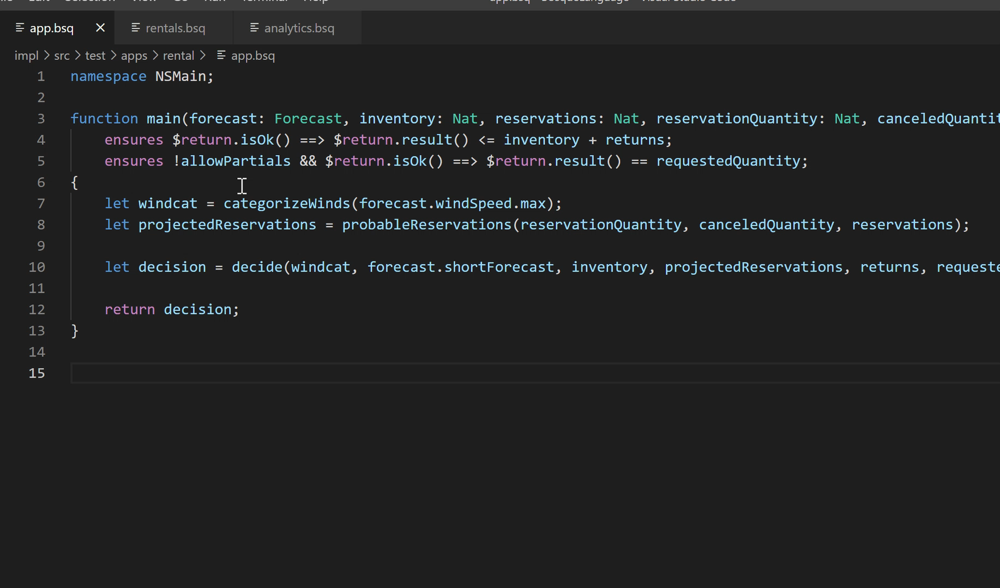 app.bsq
rentals.bsq
analytics.bsq
impl > src > test > apps > rental > app.bsq
1 namespace NSMain;
2
3 function main(forecast: Forecast, inventory: Nat, reservations: Nat, reservationQuantity: Nat, canceledQuantit
4 ensures $return.isOk() ==> $return.result() <= inventory + returns;
5 ensures !allowPartials && $return.isOk() ==> $return.result() == requestedQuantity;
6 {
7 let windcat = categorizeWinds(forecast.windSpeed.max);
8 let projectedReservations = probableReservations(reservationQuantity, canceledQuantity, reservations);
9
10 let decision = decide(windcat, forecast.shortForecast, inventory, projectedReservations, returns, requeste
11
12 return decision;
13 }
14
15